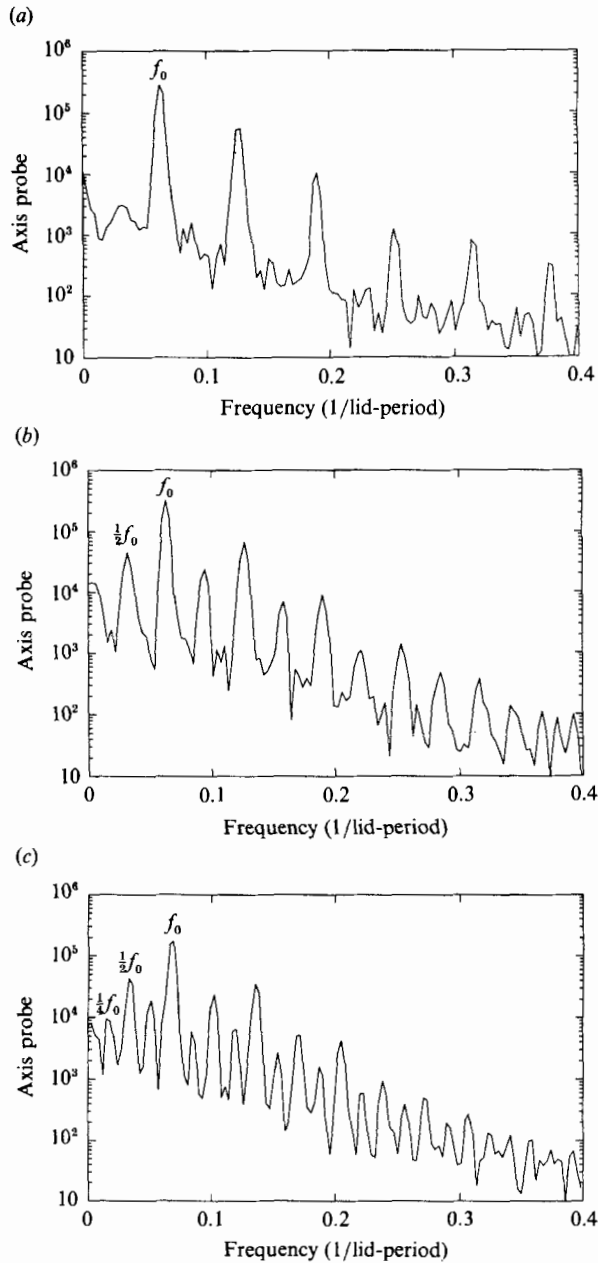 (a)
10⁶
f₀
10⁵
10⁴
Axis probe
10³
10²
10
0 0.1 0.2 0.3 0.4
Frequency (1/lid-period)
(b)
10⁶
f₀
10⁵
½f₀
10⁴
Axis probe
10³
10²
10
0 0.1 0.2 0.3 0.4
Frequency (1/lid-period)
(c)
10⁶
f₀
10⁵
½f₀
¼f₀
10⁴
Axis probe
10³
10²
10
0 0.1 0.2 0.3 0.4
Frequency (1/lid-period)